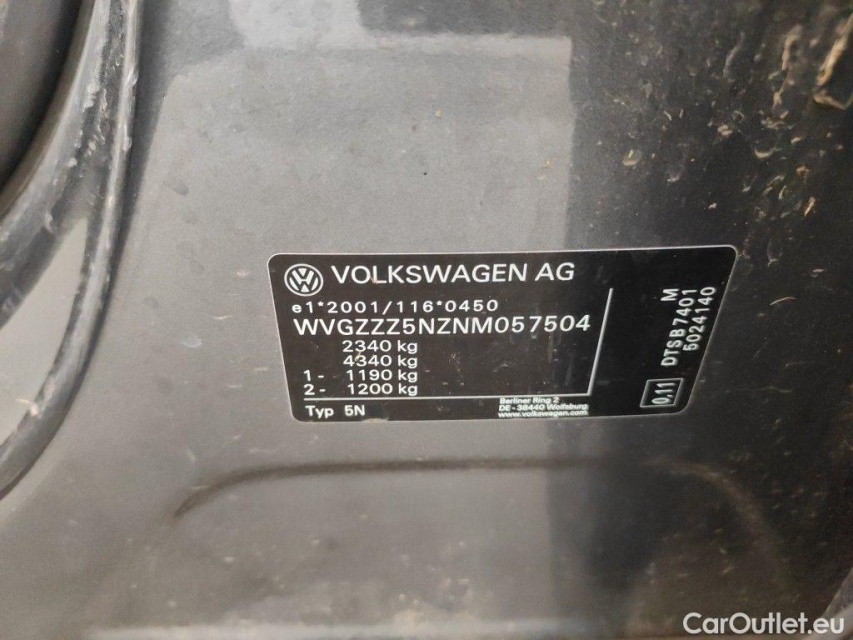 VOLKSWAGEN AG
e1*2001/116*0450
WVGZZZ5NZNM057504
2340 kg
4340 kg
1- 1190 kg
2- 1200 kg
Typ 5N
Berliner Ring 2
DE-38440 Wolfsburg
www.volkswagen.com
M
DTSB7401
5024140
0,11
CarOutlet.eu